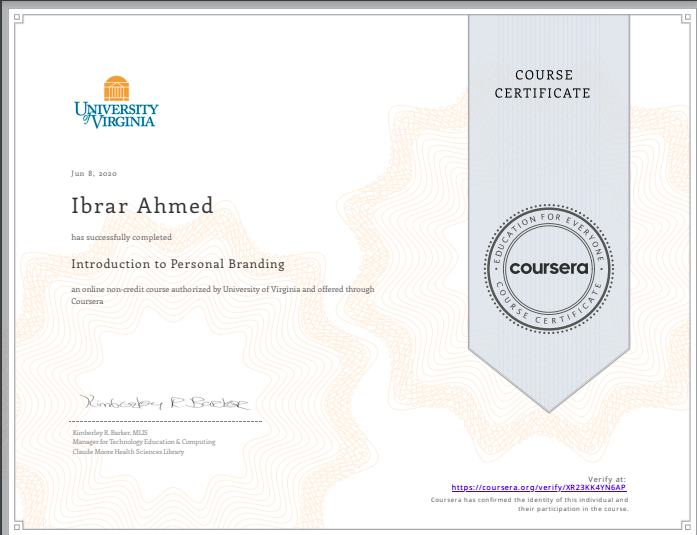 UNIVERSITY
of VIRGINIA
COURSE
CERTIFICATE
Jun 8, 2020
Ibrar Ahmed
has successfully completed
Introduction to Personal Branding
an online non-credit course authorized by University of Virginia and offered through
Coursera
EDUCATION FOR EVERYONE
coursera
COURSE CERTIFICATE
Kimberley R. Barker
Kimberley R. Barker, MLIS
Manager for Technology Education & Computing
Claude Moore Health Sciences Library
Verify at:
https://coursera.org/verify/XR23KK4YN6AP
Coursera has confirmed the identity of this individual and
their participation in the course.